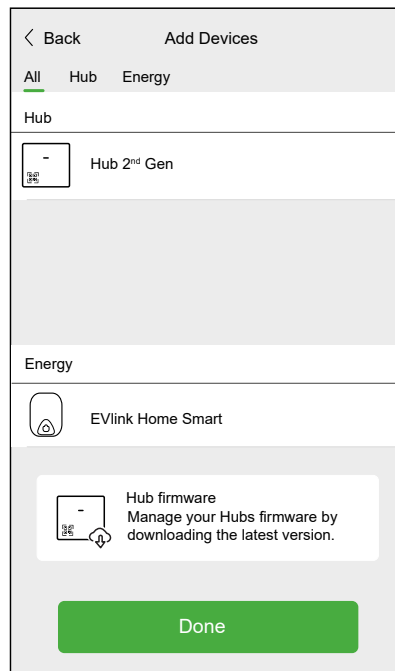 Back Add Devices
All Hub Energy
Hub
Hub 2nd Gen
Energy
EVlink Home Smart
Hub firmware
Manage your Hubs firmware by
downloading the latest version.
Done